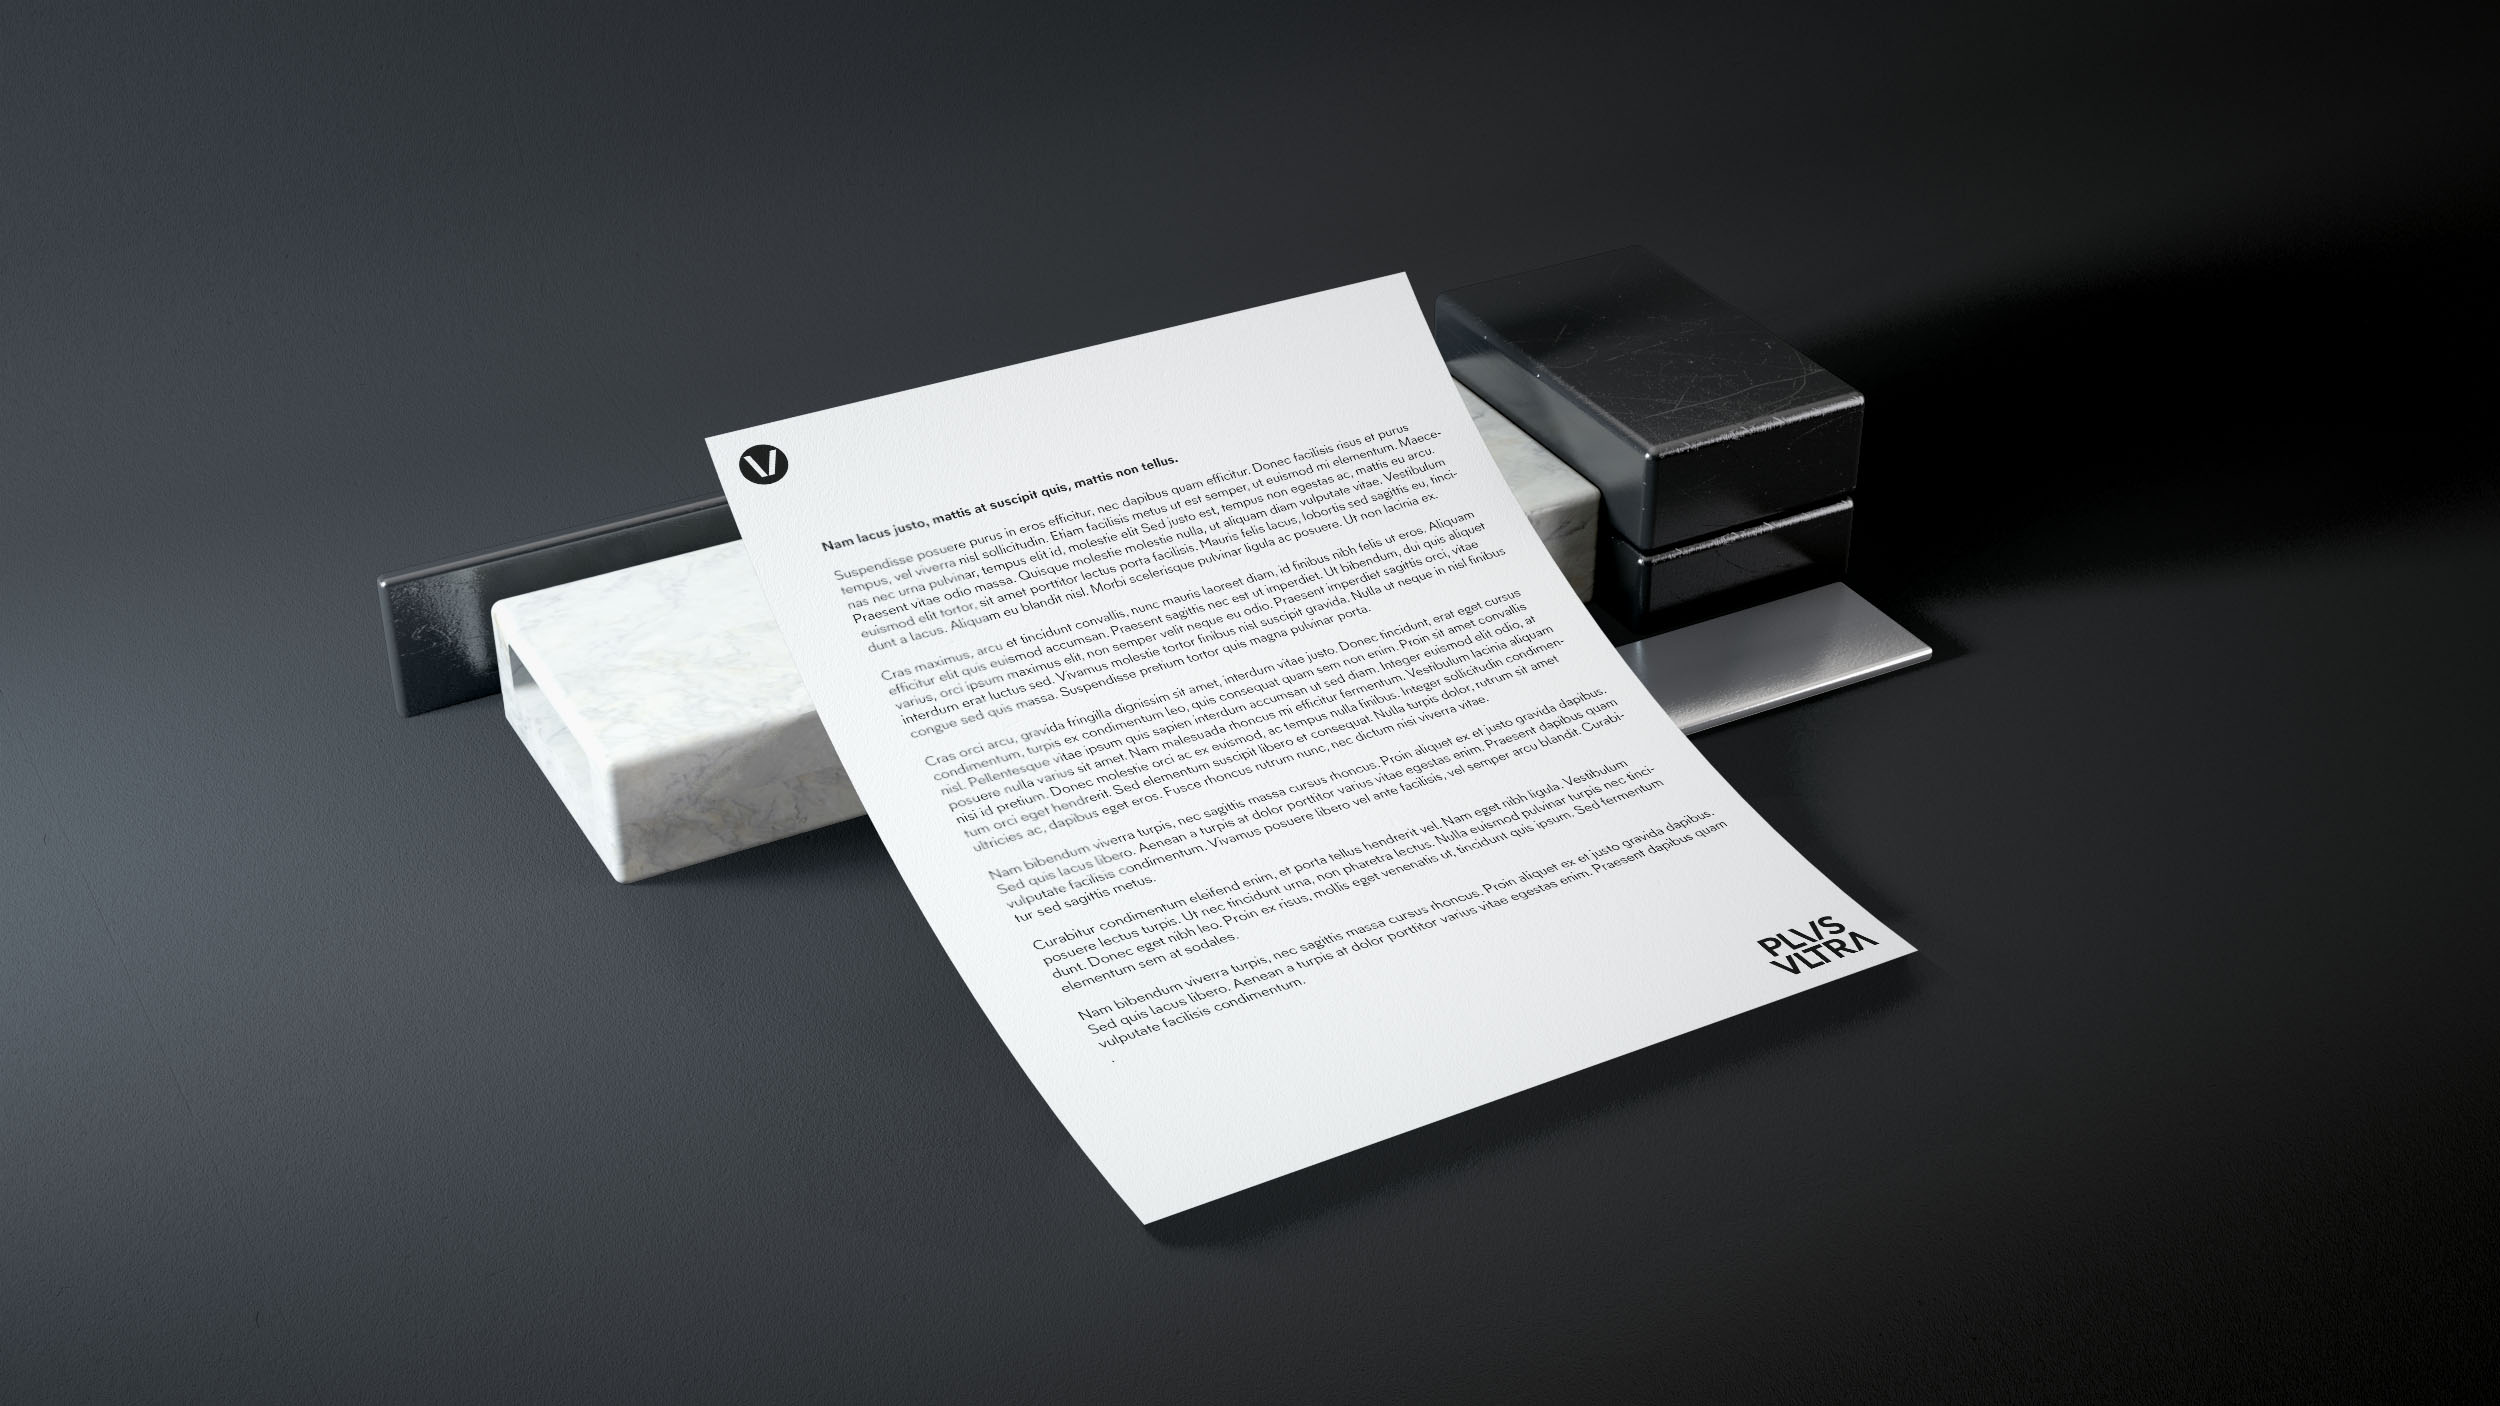 V
Nam lacus justo, mattis at suscipit quis, mattis non tellus.
Suspendisse posuere purus in eros efficitur, nec dapibus quam efficitur. Donec facilisis risus et purus
tempus, vel viverra nisl sollicitudin. Etiam facilisis metus ut est semper, ut euismod mi elementum. Maece-
nas nec urna pulvinar, tempus elit id, molestie elit Sed justo est, tempus non egestas ac, mattis eu arcu.
Praesent vitae odio massa. Quisque molestie molestie nulla, ut aliquam diam vulputate vitae. Vestibulum
euismod elit tortor, sit amet porttitor lectus porta facilisis. Mauris felis lacus, lobortis sed sagittis eu, tinci-
dunt a lacus. Aliquam eu blandit nisl. Morbi scelerisque pulvinar ligula ac posuere. Ut non lacinia ex.
Cras maximus, arcu et tincidunt convallis, nunc mauris laoreet diam, id finibus nibh felis ut eros. Aliquam
efficitur elit quis euismod accumsan. Praesent sagittis nec est ut imperdiet. Ut bibendum, dui quis aliquet
varius, orci ipsum maximus elit, non semper velit neque eu odio. Praesent imperdiet sagittis orci, vitae
interdum erat luctus sed. Vivamus molestie tortor finibus nisl suscipit gravida. Nulla ut neque in nisl finibus
congue sed quis massa. Suspendisse pretium tortor quis magna pulvinar porta.
Cras orci arcu, gravida fringilla dignissim sit amet, interdum vitae justo. Donec tincidunt, erat eget cursus
condimentum, turpis ex condimentum leo, quis consequat quam sem non enim. Proin sit amet convallis
nisl. Pellentesque vitae ipsum quis sapien interdum accumsan ut sed diam. Integer euismod elit odio, at
posuere nulla varius sit amet. Nam malesuada rhoncus mi efficitur fermentum. Vestibulum lacinia aliquam
nisi id pretium. Donec molestie orci ac ex euismod, ac tempus nulla finibus. Integer sollicitudin condimen-
tum orci eget hendrerit. Sed elementum suscipit libero et consequat. Nulla turpis dolor, rutrum sit amet
ultricies ac, dapibus eget eros. Fusce rhoncus rutrum nunc, nec dictum nisi viverra vitae.
Nam bibendum viverra turpis, nec sagittis massa cursus rhoncus. Proin aliquet ex et justo gravida dapibus.
Sed quis lacus libero. Aenean a turpis at dolor porttitor varius vitae egestas enim. Praesent dapibus quam
vulputate facilisis condimentum. Vivamus posuere libero vel ante facilisis, vel semper arcu blandit. Curabi-
tur sed sagittis metus.
Curabitur condimentum eleifend enim, et porta tellus hendrerit vel. Nam eget nibh ligula. Vestibulum
posuere lectus turpis. Ut nec tincidunt urna, non pharetra lectus. Nulla euismod pulvinar turpis nec tinci-
dunt. Donec eget nibh leo. Proin ex risus, mollis eget venenatis ut, tincidunt quis ipsum. Sed fermentum
elementum sem at sodales.
Nam bibendum viverra turpis, nec sagittis massa cursus rhoncus. Proin aliquet ex et justo gravida dapibus.
Sed quis lacus libero. Aenean a turpis at dolor porttitor varius vitae egestas enim. Praesent dapibus quam
vulputate facilisis condimentum.
.
PLVS
VLTRA